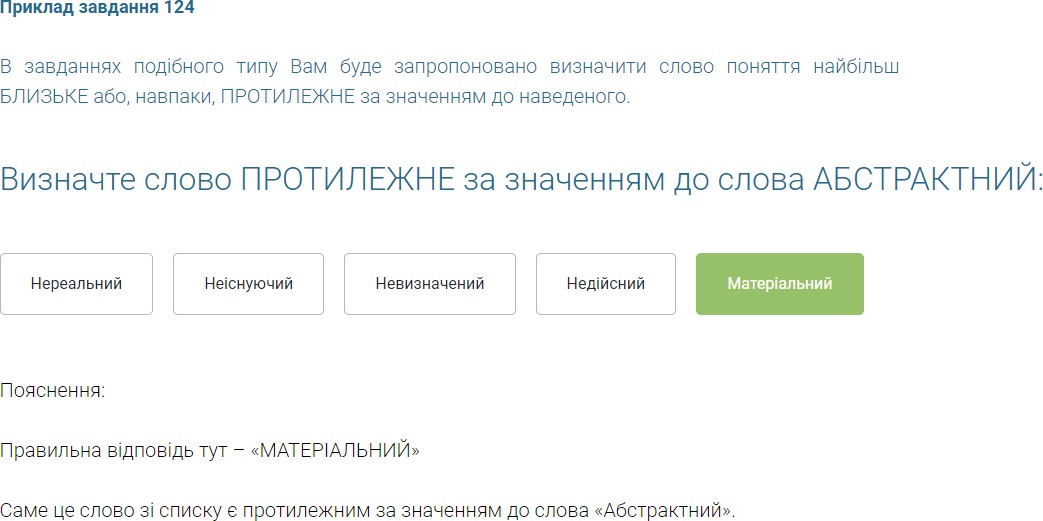 Приклад завдання 124
В завданнях подібного типу Вам буде запропоновано визначити слово поняття найбільш
БЛИЗЬКЕ або, навпаки, ПРОТИЛЕЖНЕ за значенням до наведеного.
Визначте слово ПРОТИЛЕЖНЕ за значенням до слова АБСТРАКТНИЙ:
Нереальний Неіснуючий Невизначений Недійсний Матеріальний
Пояснення:
Правильна відповідь тут – «МАТЕРІАЛЬНИЙ»
Саме це слово зі списку є протилежним за значенням до слова «Абстрактний».